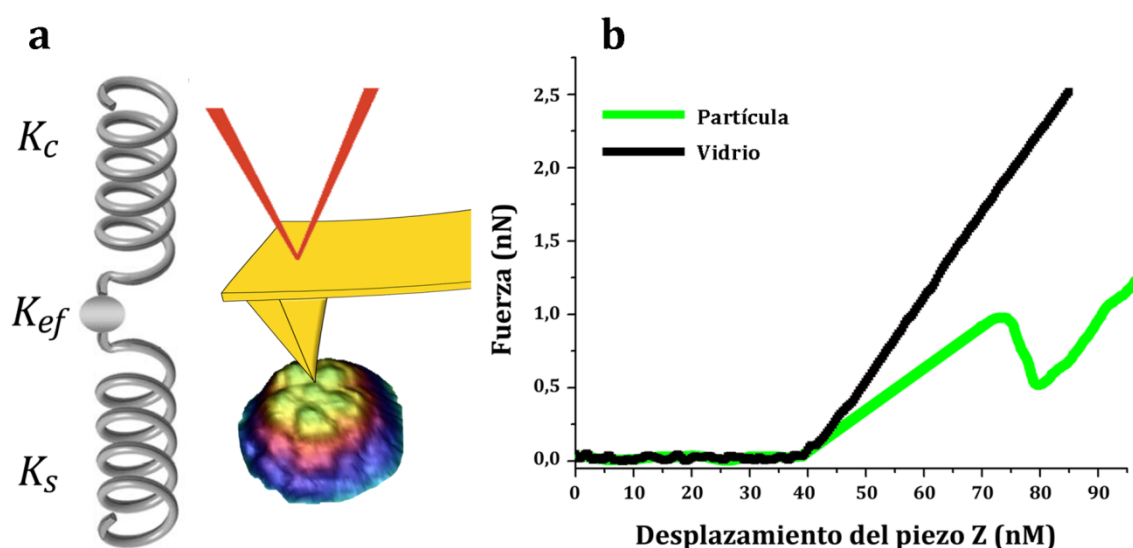 a
K_c
K_ef
K_s
b
Partícula
Vidrio
Fuerza (nN)
2,5
2,0
1,5
1,0
0,5
0,0
0 10 20 30 40 50 60 70 80 90
Desplazamiento del piezo Z (nM)